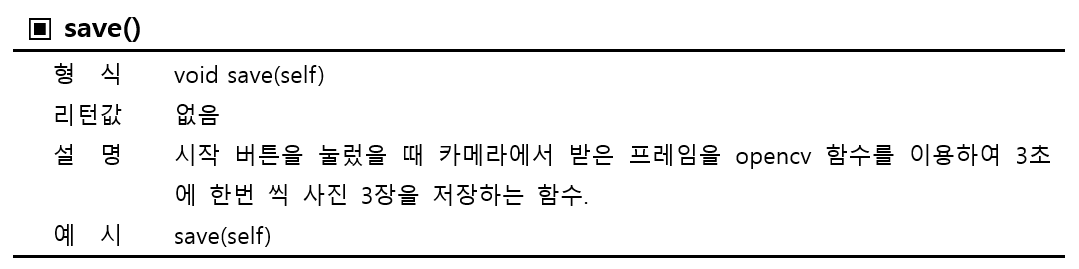 ▣ save()
형 식 void save(self)
리턴값 없음
설 명 시작 버튼을 눌렀을 때 카메라에서 받은 프레임을 opencv 함수를 이용하여 3초
에 한번 씩 사진 3장을 저장하는 함수.
예 시 save(self)